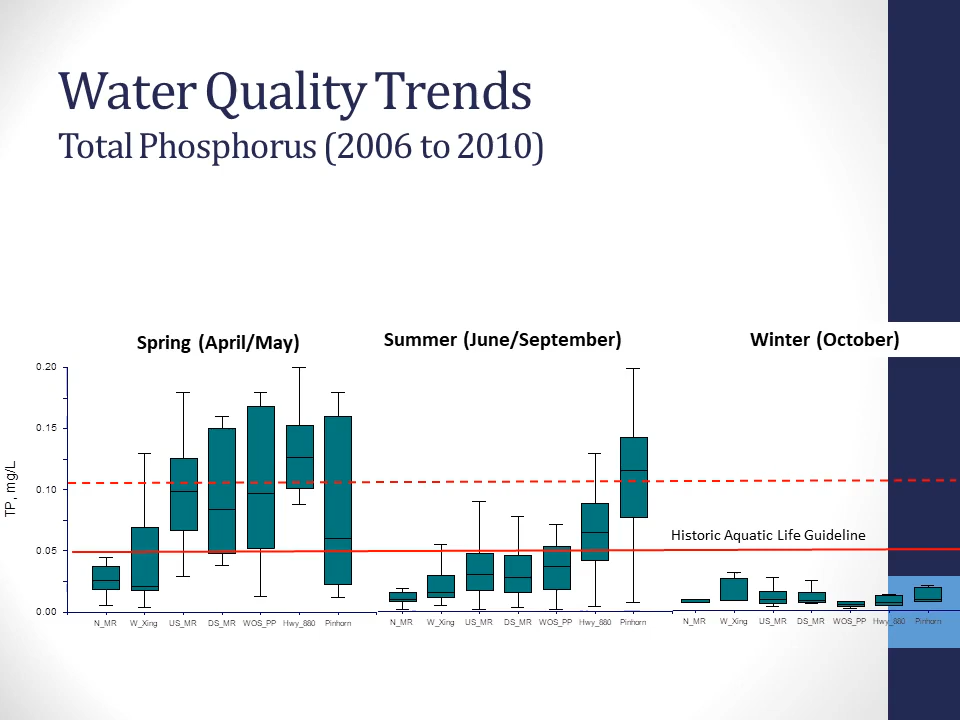 Water Quality Trends
Total Phosphorus (2006 to 2010)
Spring (April/May)
Summer (June/September)
Winter (October)
0.20
0.15
0.10
0.05
0.00
TP, mg/L
Historic Aquatic Life Guideline
N_MR W_Xing US_MR DS_MR WOS_PP Hwy_880 Pinhorn
N_MR W_Xing US_MR DS_MR WOS_PP Hwy_880 Pinhorn
N_MR W_Xing US_MR DS_MR WOS_PP Hwy_880 Pinhorn